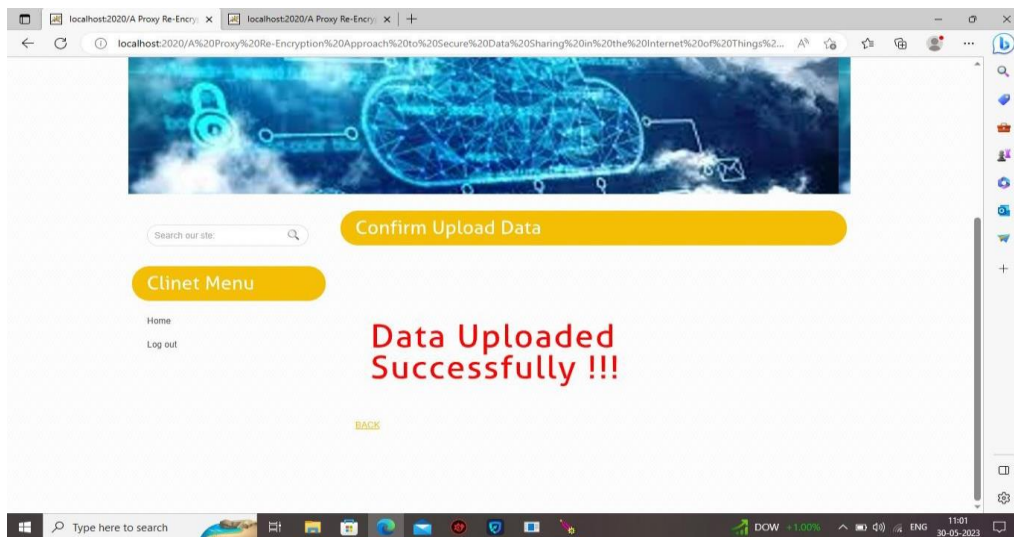 localhost:2020/A Proxy Re-Encry
localhost:2020/A Proxy Re-Encry
localhost:2020/A%20Proxy%20Re-Encryption%20Approach%20to%20Secure%20Data%20Sharing%20in%20the%20Internet%20of%20Things%2...
Search our ste:
Confirm Upload Data
Clinet Menu
Home
Log out
Data Uploaded
Successfully !!!
BACK
Type here to search
DOW +1.00%
ENG
11:01
30-05-2023